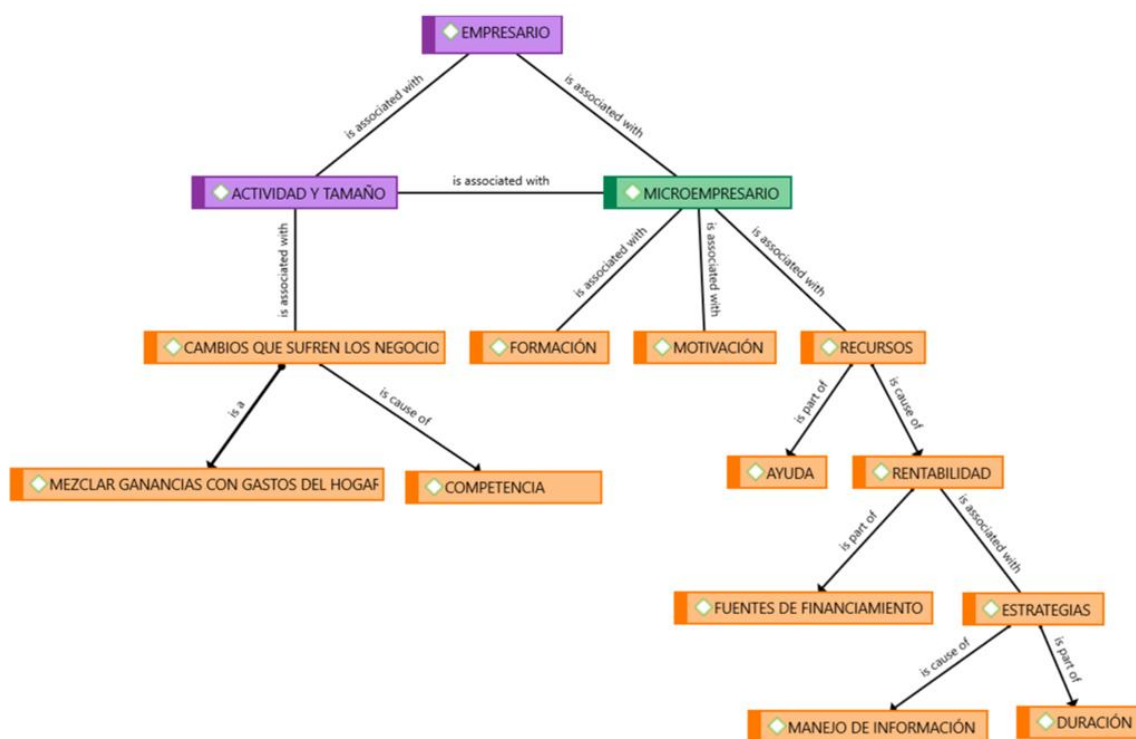 EMPRESARIO
is associated with
is associated with
ACTIVIDAD Y TAMAÑO
is associated with
MICROEMPRESARIO
is associated with
is associated with
is associated with
is associated with
CAMBIOS QUE SUFREN LOS NEGOCIO
FORMACIÓN
MOTIVACIÓN
RECURSOS
is a
is cause of
is part of
is cause of
MEZCLAR GANANCIAS CON GASTOS DEL HOGAR
COMPETENCIA
AYUDA
RENTABILIDAD
is part of
is associated with
FUENTES DE FINANCIAMIENTO
ESTRATEGIAS
is cause of
is part of
MANEJO DE INFORMACIÓN
DURACIÓN